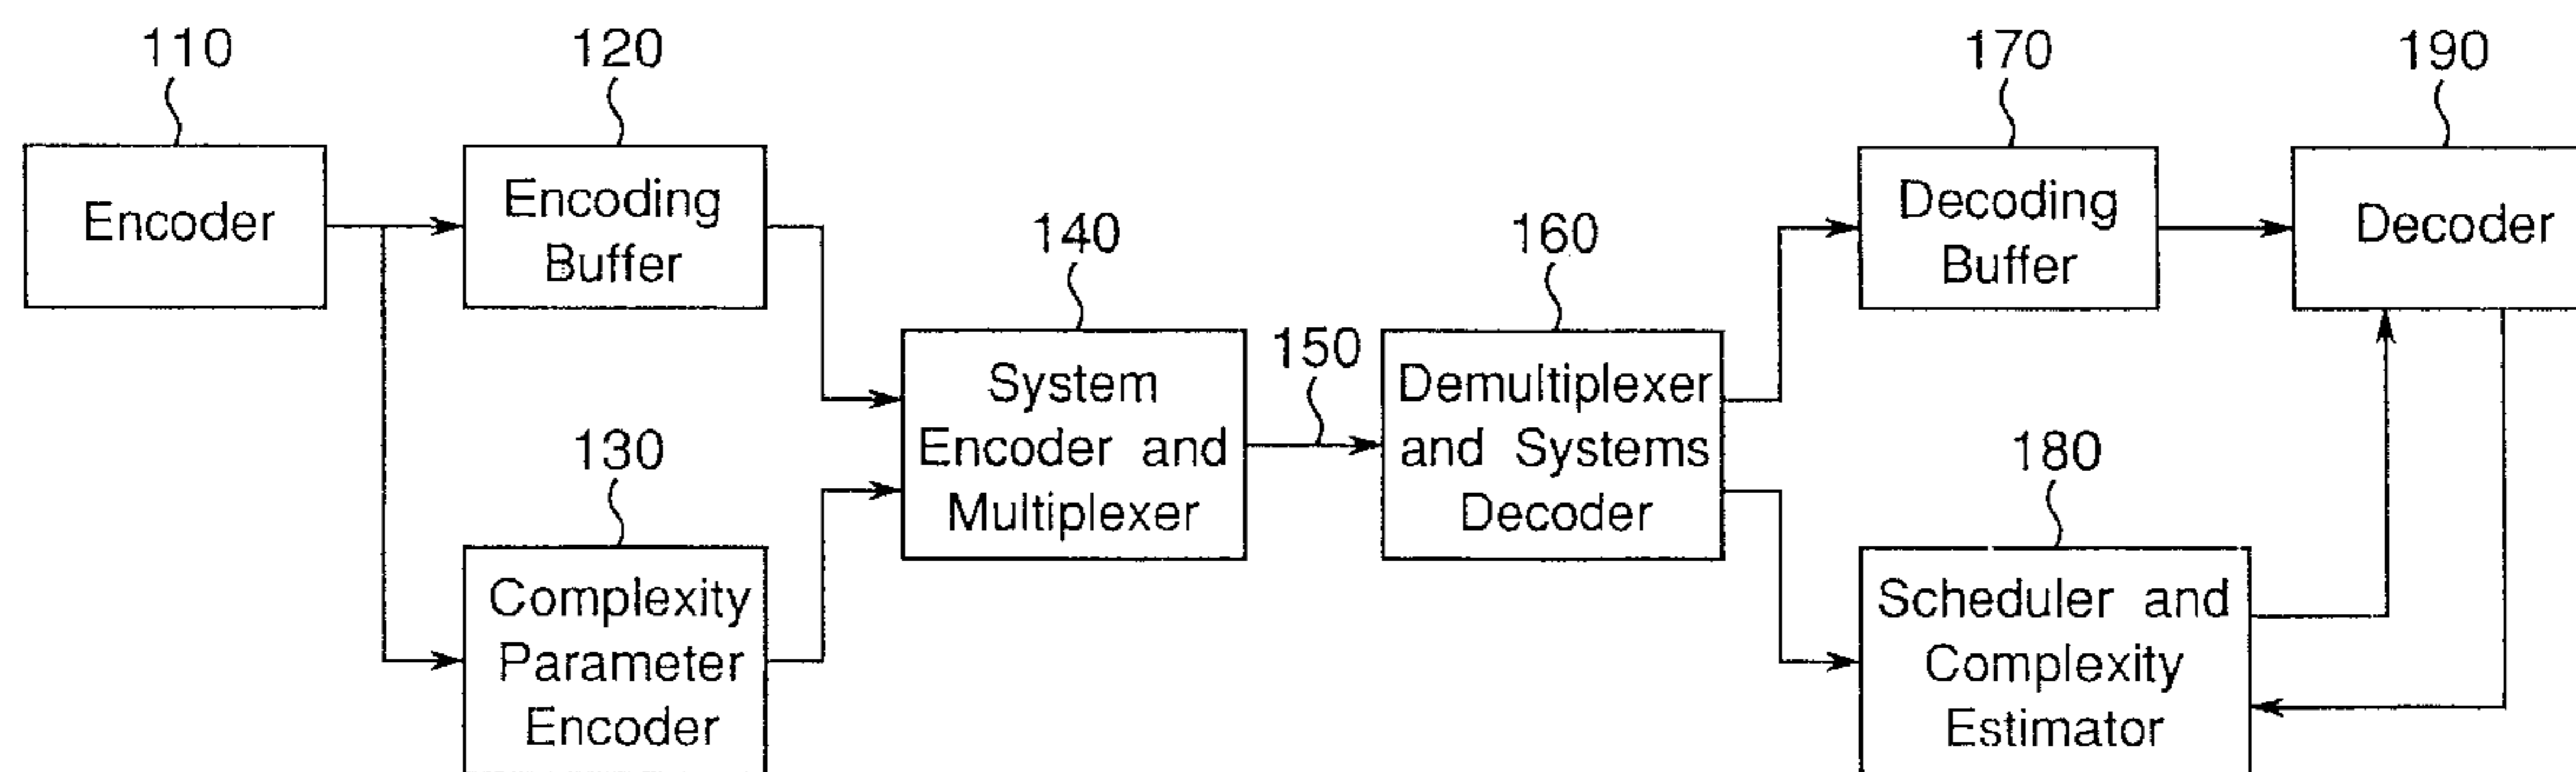 110
120
170
190
Encoder
Encoding
Buffer
Decoding
Buffer
Decoder
140
150
160
System
Encoder and
Multiplexer
Demultiplexer
and Systems
Decoder
130
180
Complexity
Parameter
Encoder
Scheduler and
Complexity
Estimator